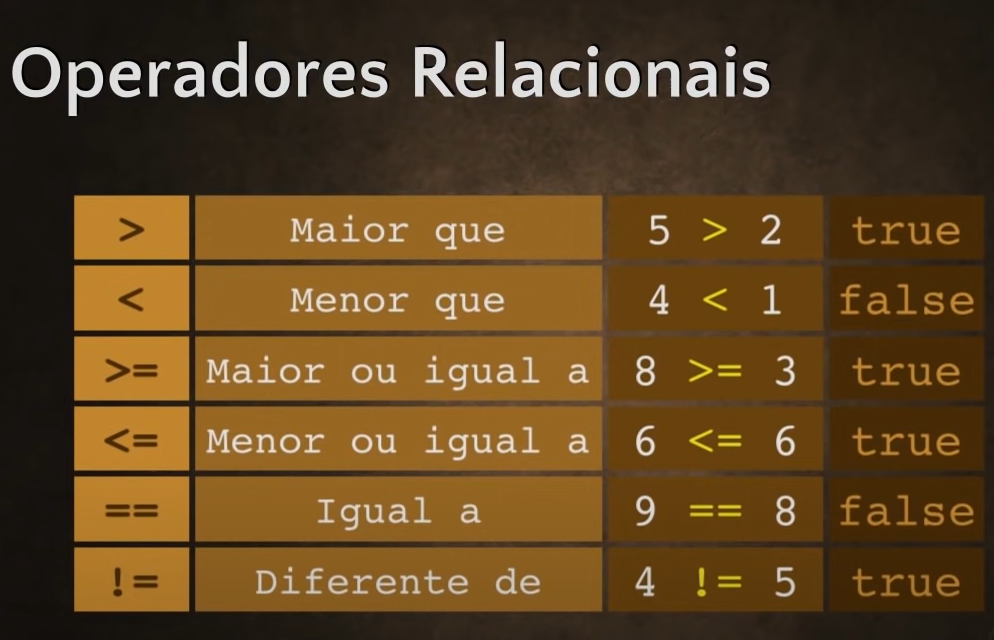 Operadores Relacionais
> Maior que 5 > 2 true
< Menor que 4 < 1 false
>= Maior ou igual a 8 >= 3 true
<= Menor ou igual a 6 <= 6 true
== Igual a 9 == 8 false
!= Diferente de 4 != 5 true